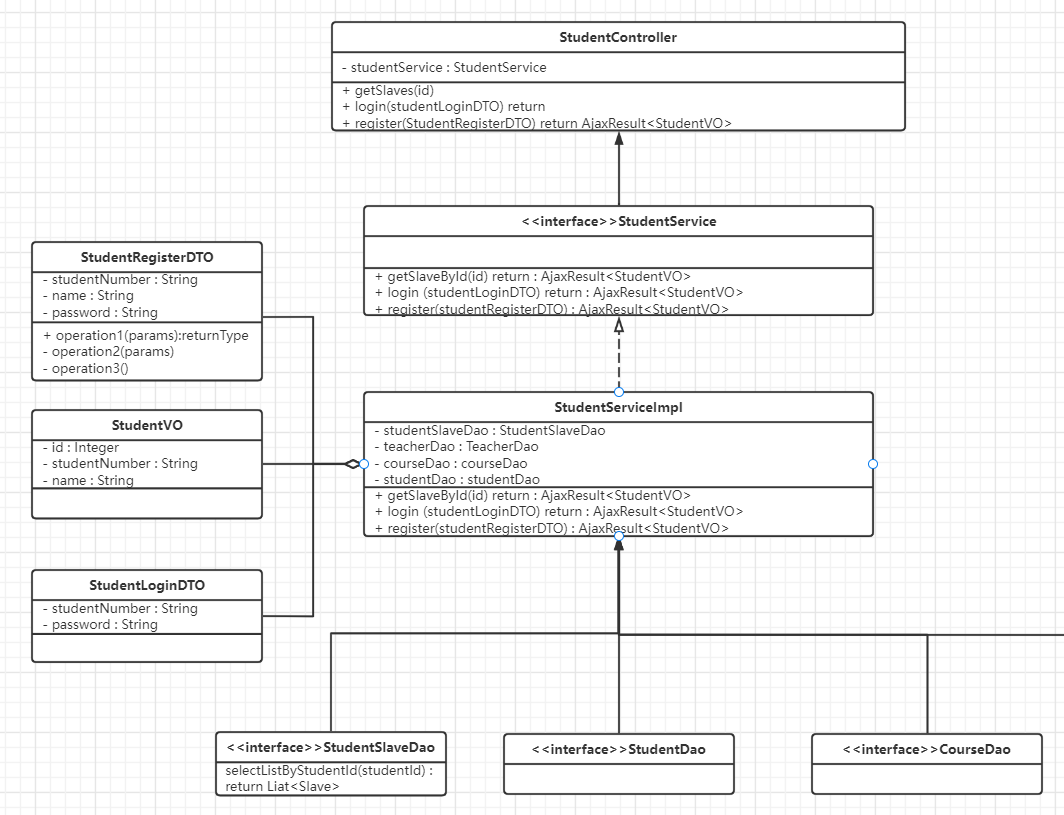 StudentController
- studentService : StudentService
+ getSlaves(id)
+ login(studentLoginDTO) return
+ register(StudentRegisterDTO) return AjaxResult<StudentVO>
<<interface>>StudentService
+ getSlaveById(id) return : AjaxResult<StudentVO>
+ login (studentLoginDTO) return : AjaxResult<StudentVO>
+ register(studentRegisterDTO) : AjaxResult<StudentVO>
StudentRegisterDTO
- studentNumber : String
- name : String
- password : String
+ operation1(params):returnType
- operation2(params)
- operation3()
StudentVO
- id : Integer
- studentNumber : String
- name : String
StudentLoginDTO
- studentNumber : String
- password : String
StudentServiceImpl
- studentSlaveDao : StudentSlaveDao
- teacherDao : TeacherDao
- courseDao : courseDao
- studentDao : studentDao
+ getSlaveById(id) return : AjaxResult<StudentVO>
+ login (studentLoginDTO) return : AjaxResult<StudentVO>
+ register(studentRegisterDTO) : AjaxResult<StudentVO>
<<interface>>StudentSlaveDao
selectListByStudentId(studentId) :
return Liat<Slave>
<<interface>>StudentDao
<<interface>>CourseDao